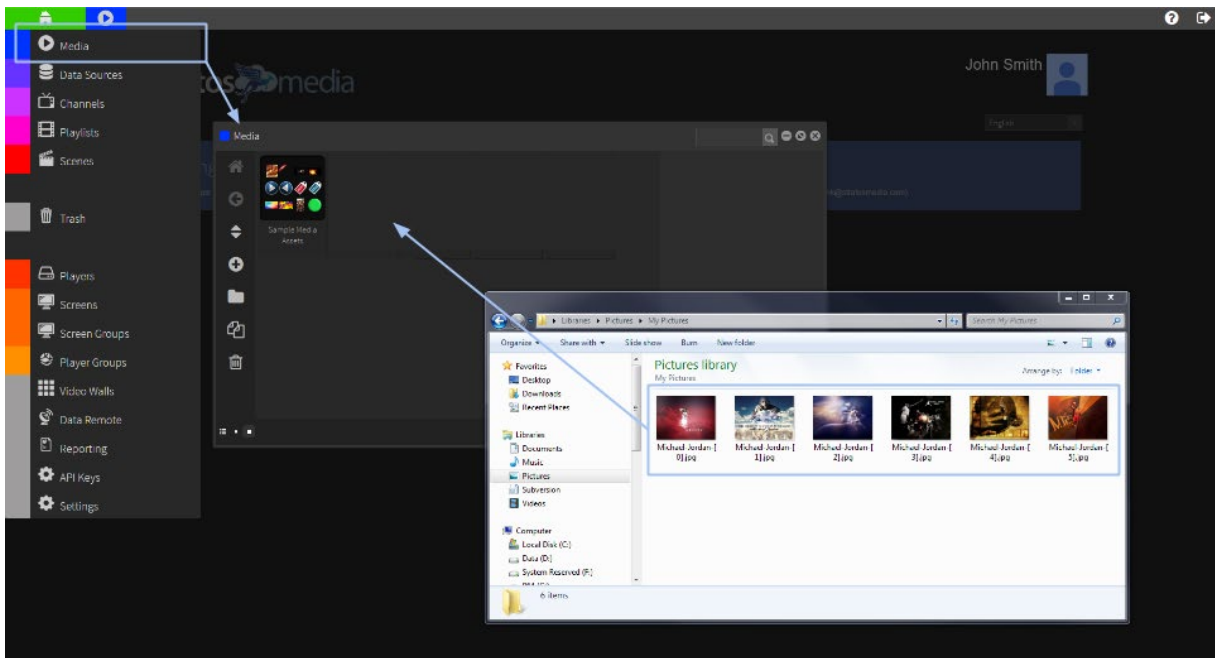 Media
Data Sources
Channels
Playlists
Scenes
Trash
Players
Screens
Screen Groups
Player Groups
Video Walls
Data Remote
Reporting
API Keys
Settings
media
John Smith
English
Media
Sample Media
Assets
Libraries ▸ Pictures ▸ My Pictures
Search My Pictures
Organize
Share with
Slide show
Burn
New folder
Favorites
Desktop
Downloads
Recent Places
Libraries
Documents
Music
Pictures
Subversion
Videos
Computer
Local Disk (C:)
Data (D:)
System Reserved (F:)
Pictures library
My Pictures
Arrange by: Folder
Michael-Jordan-[
0].jpg
Michael-Jordan-[
1].jpg
Michael-Jordan-[
2].jpg
Michael-Jordan-[
3].jpg
Michael-Jordan-[
4].jpg
Michael-Jordan-[
5].jpg
6 items